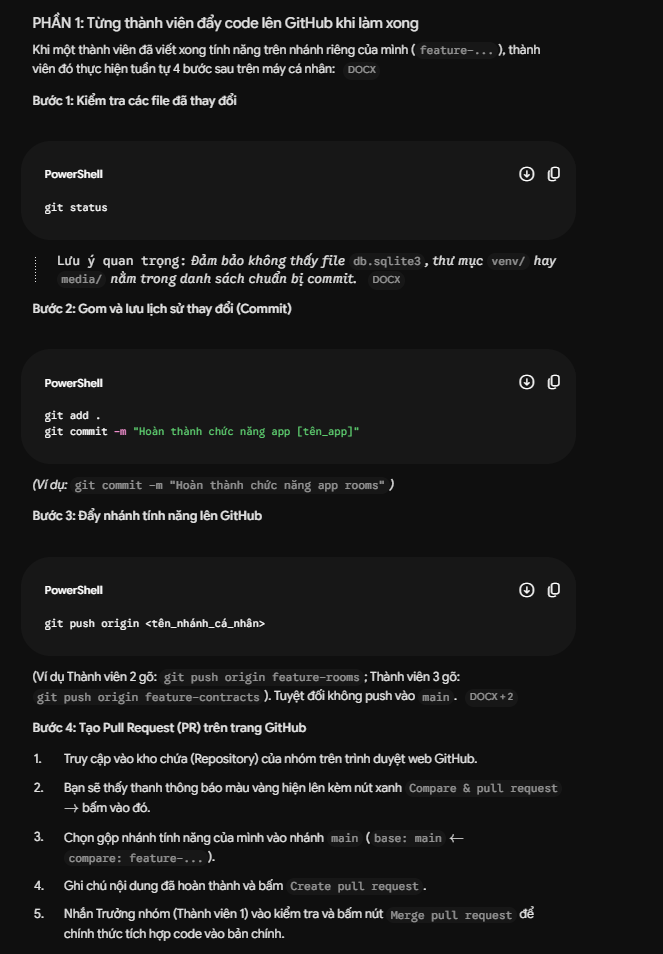 PHẦN 1: Từng thành viên đẩy code lên GitHub khi làm xong
Khi một thành viên đã viết xong tính năng trên nhánh riêng của mình ( feature-... ), thành
viên đó thực hiện tuần tự 4 bước sau trên máy cá nhân: DOCX
Bước 1: Kiểm tra các file đã thay đổi
PowerShell
git status
Lưu ý quan trọng: Đảm bảo không thấy file db.sqlite3 , thư mục venv/ hay
media/ nằm trong danh sách chuẩn bị commit. DOCX
Bước 2: Gom và lưu lịch sử thay đổi (Commit)
PowerShell
git add .
git commit -m "Hoàn thành chức năng app [tên_app]"
(Ví dụ: git commit -m "Hoàn thành chức năng app rooms" )
Bước 3: Đẩy nhánh tính năng lên GitHub
PowerShell
git push origin <tên_nhánh_cá_nhân>
(Ví dụ Thành viên 2 gõ: git push origin feature-rooms ; Thành viên 3 gõ:
git push origin feature-contracts ). Tuyệt đối không push vào main . DOCX + 2
Bước 4: Tạo Pull Request (PR) trên trang GitHub
1. Truy cập vào kho chứa (Repository) của nhóm trên trình duyệt web GitHub.
2. Bạn sẽ thấy thanh thông báo màu vàng hiện lên kèm nút xanh Compare & pull request
→ bấm vào đó.
3. Chọn gộp nhánh tính năng của mình vào nhánh main ( base: main ←
compare: feature-... ).
4. Ghi chú nội dung đã hoàn thành và bấm Create pull request .
5. Nhắn Trưởng nhóm (Thành viên 1) vào kiểm tra và bấm nút Merge pull request để
chính thức tích hợp code vào bản chính.